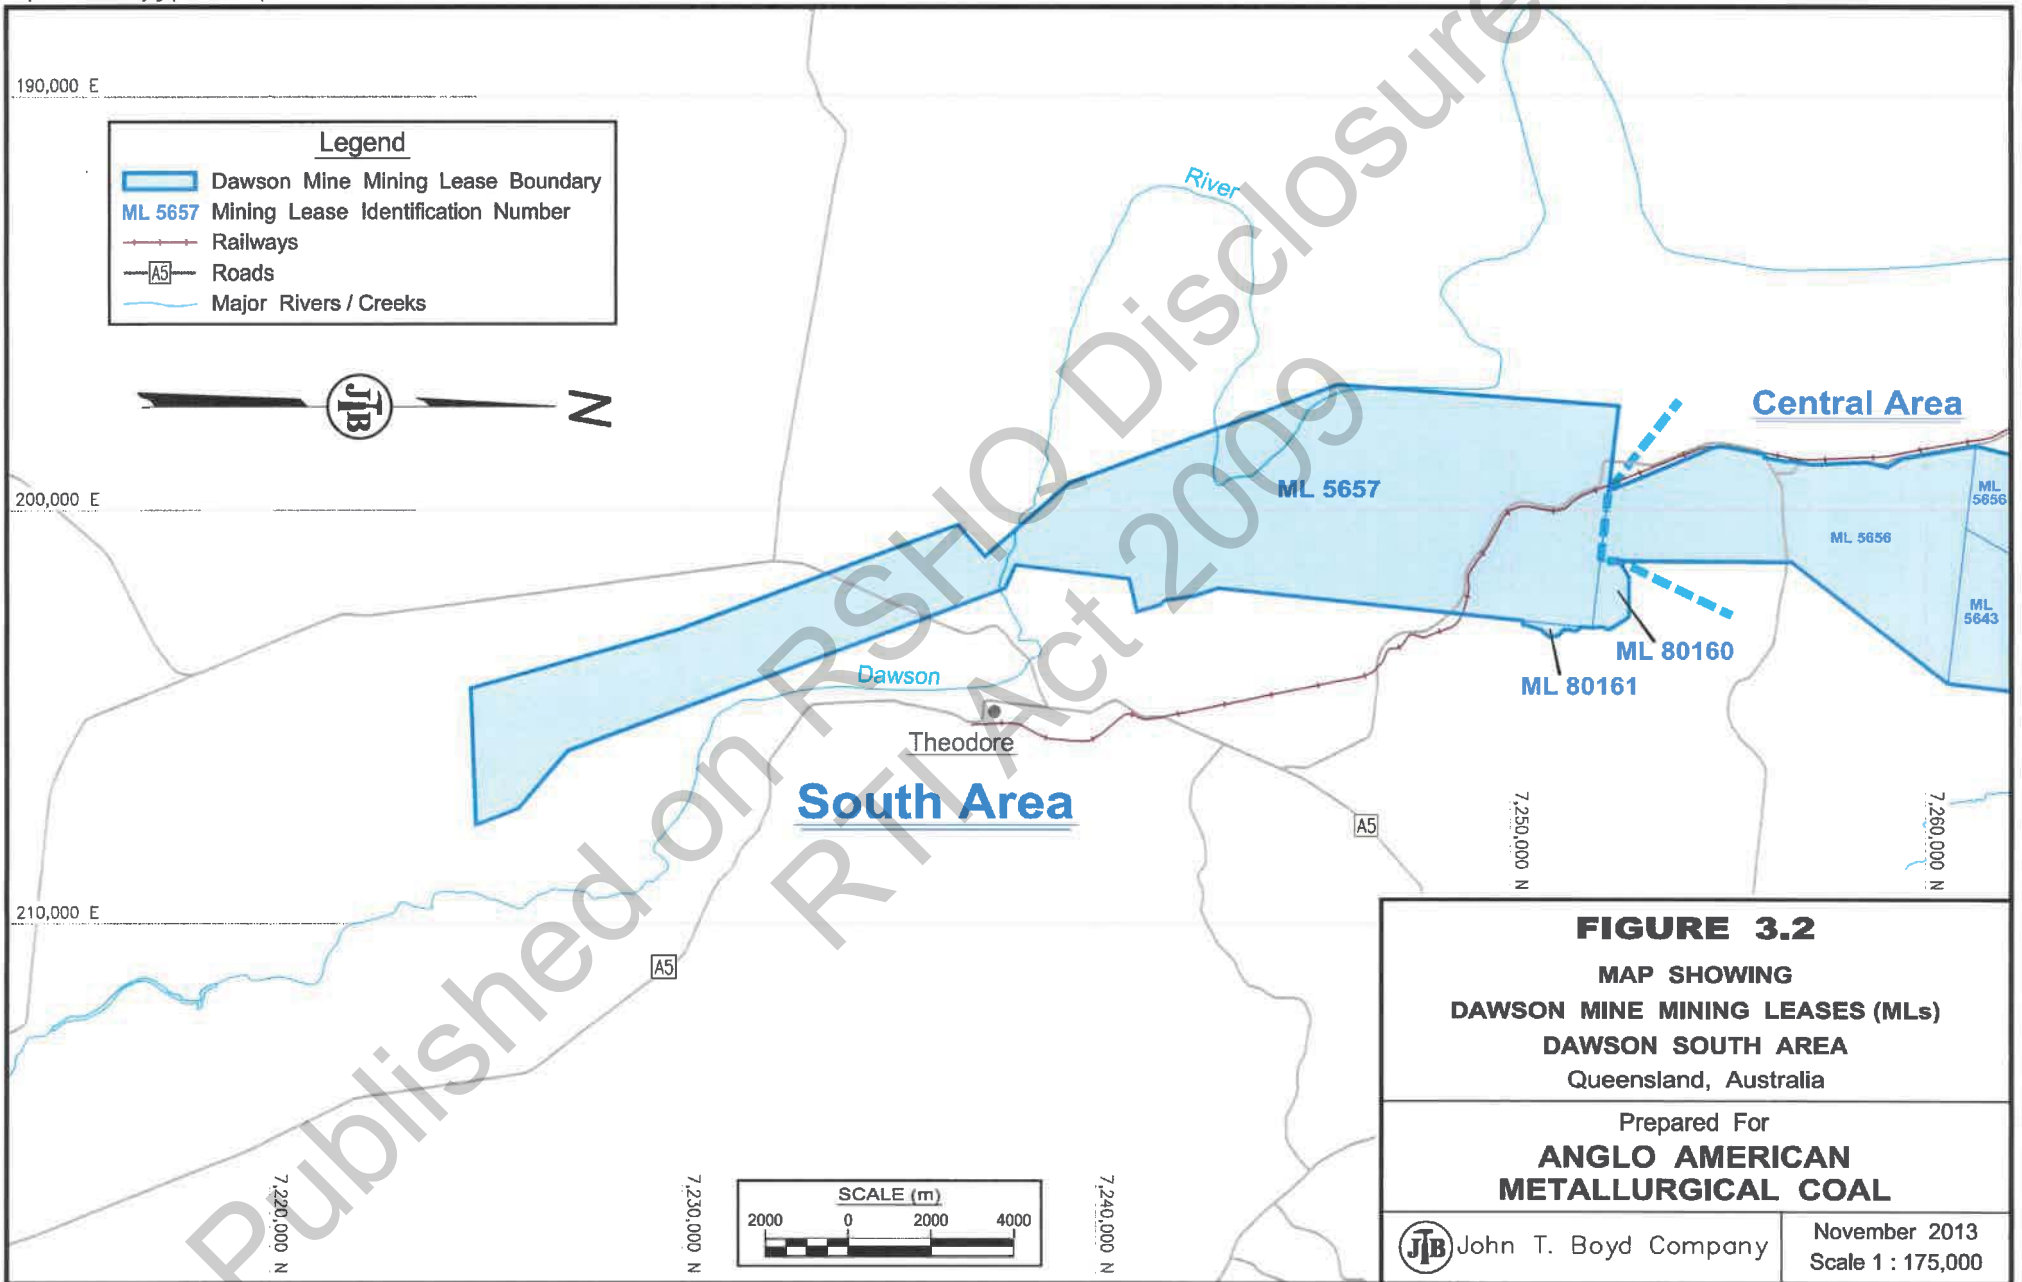 190,000 E
Legend
Dawson Mine Mining Lease Boundary
ML 5657 Mining Lease Identification Number
Railways
A5 Roads
Major Rivers / Creeks
JTB
N
River
Central Area
200,000 E
ML 5657
ML 5656
ML 5656
ML 5643
ML 80160
ML 80161
Dawson
Theodore
South Area
A5
7,250,000 N
7,260,000 N
210,000 E
A5
7,220,000 N
7,230,000 N
7,240,000 N
SCALE (m)
2000 0 2000 4000
FIGURE 3.2
MAP SHOWING
DAWSON MINE MINING LEASES (MLs)
DAWSON SOUTH AREA
Queensland, Australia
Prepared For
ANGLO AMERICAN
METALLURGICAL COAL
JTB John T. Boyd Company
November 2013
Scale 1 : 175,000
Published on RSHQ Disclosure
RTI Act 2009